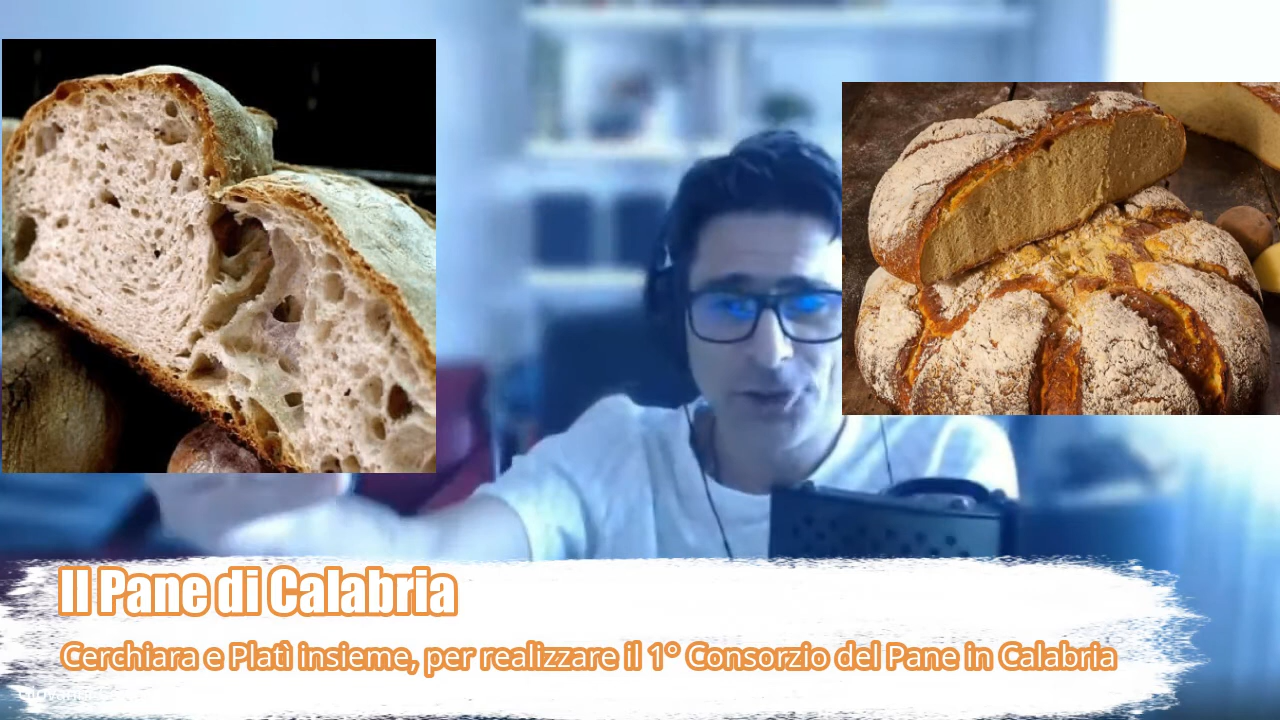 Il Pane di Calabria
Cerchiara e Platì insieme, per realizzare il 1° Consorzio del Pane in Calabria